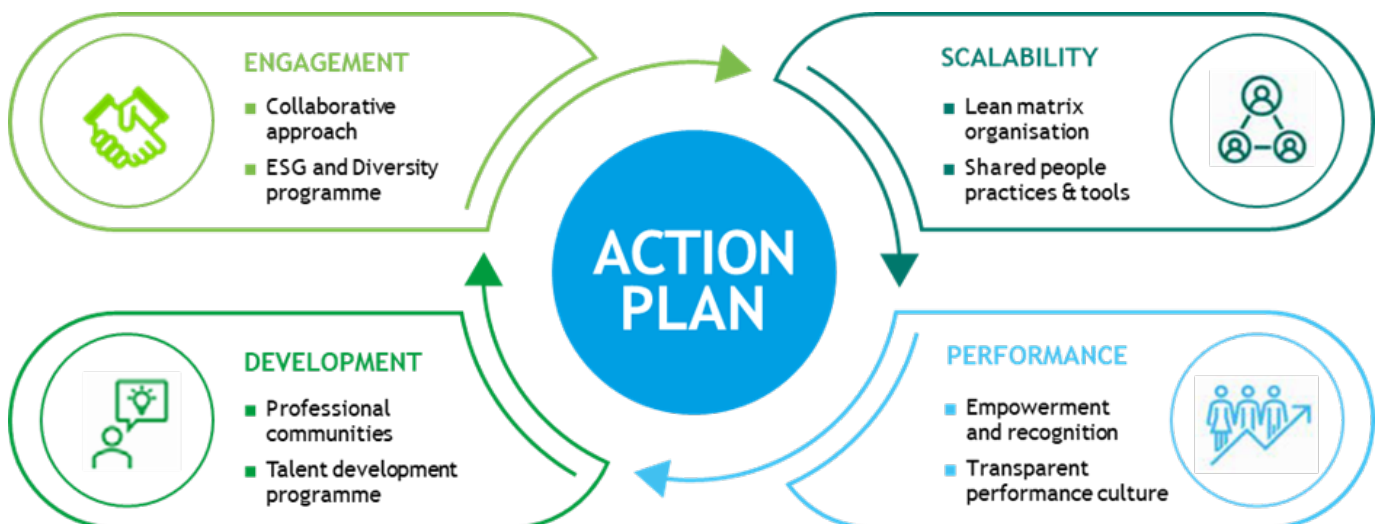 ENGAGEMENT
■ Collaborative
approach
■ ESG and Diversity
programme
SCALABILITY
■ Lean matrix
organisation
■ Shared people
practices & tools
ACTION
PLAN
DEVELOPMENT
■ Professional
communities
■ Talent development
programme
PERFORMANCE
■ Empowerment
and recognition
■ Transparent
performance culture